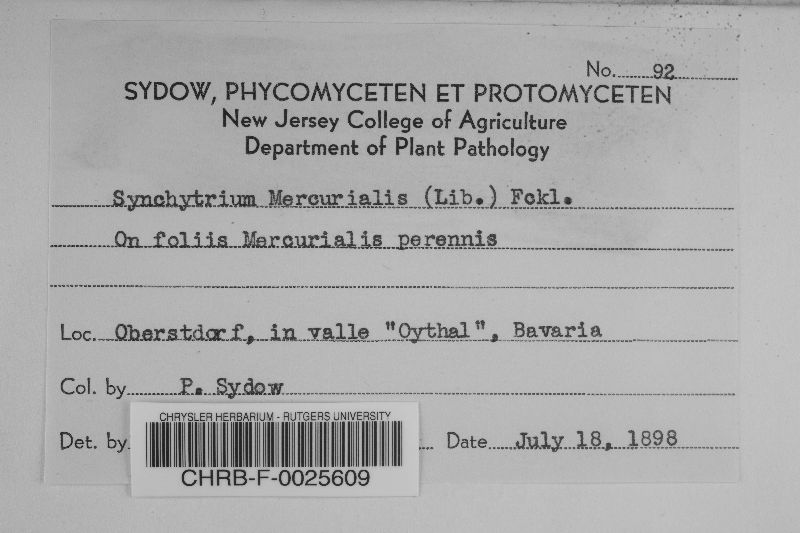 No. 92
SYDOW, PHYCOMYCETEN ET PROTOMYCETEN
New Jersey College of Agriculture
Department of Plant Pathology
Synchytrium Mercurialis (Lib.) Fckl.
On foliis Mercurialis perennis
Loc. Oberstdorf, in valle "Oythal", Bavaria
Col. by P. Sydow
CHRYSLER HERBARIUM - RUTGERS UNIVERSITY
Det. by Date July 18, 1898
CHRB-F-0025609